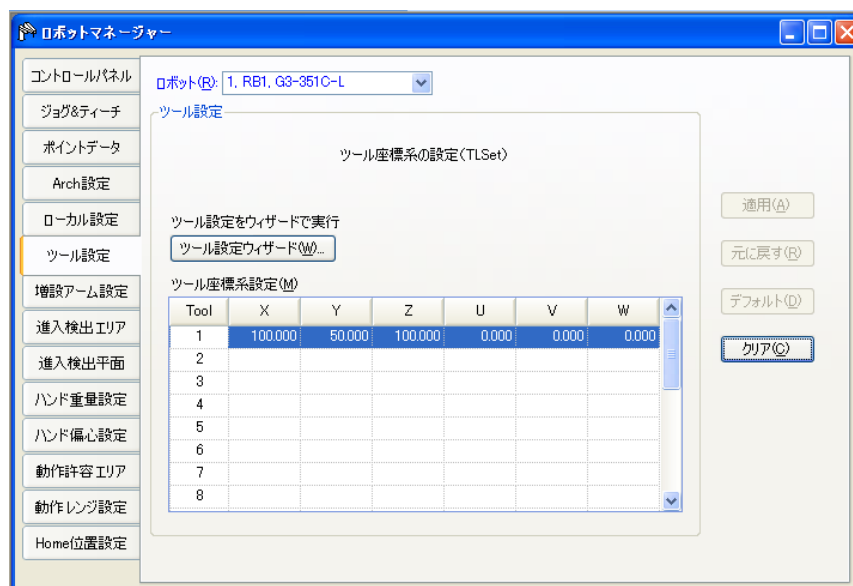 ロボットマネージャー
コントロールパネル
ジョグ&ティーチ
ポイントデータ
Arch設定
ローカル設定
ツール設定
増設アーム設定
進入検出エリア
進入検出平面
ハンド重量設定
ハンド偏心設定
動作許容エリア
動作レンジ設定
Home位置設定
ロボット(R): 1, RB1, G3-351C-L
ツール設定
ツール座標系の設定(TLSet)
ツール設定をウィザードで実行
ツール設定ウィザード(W)...
ツール座標系設定(M)
Tool X Y Z U V W
1 100.000 50.000 100.000 0.000 0.000 0.000
2
3
4
5
6
7
8
適用(A)
元に戻す(R)
デフォルト(D)
クリア(C)